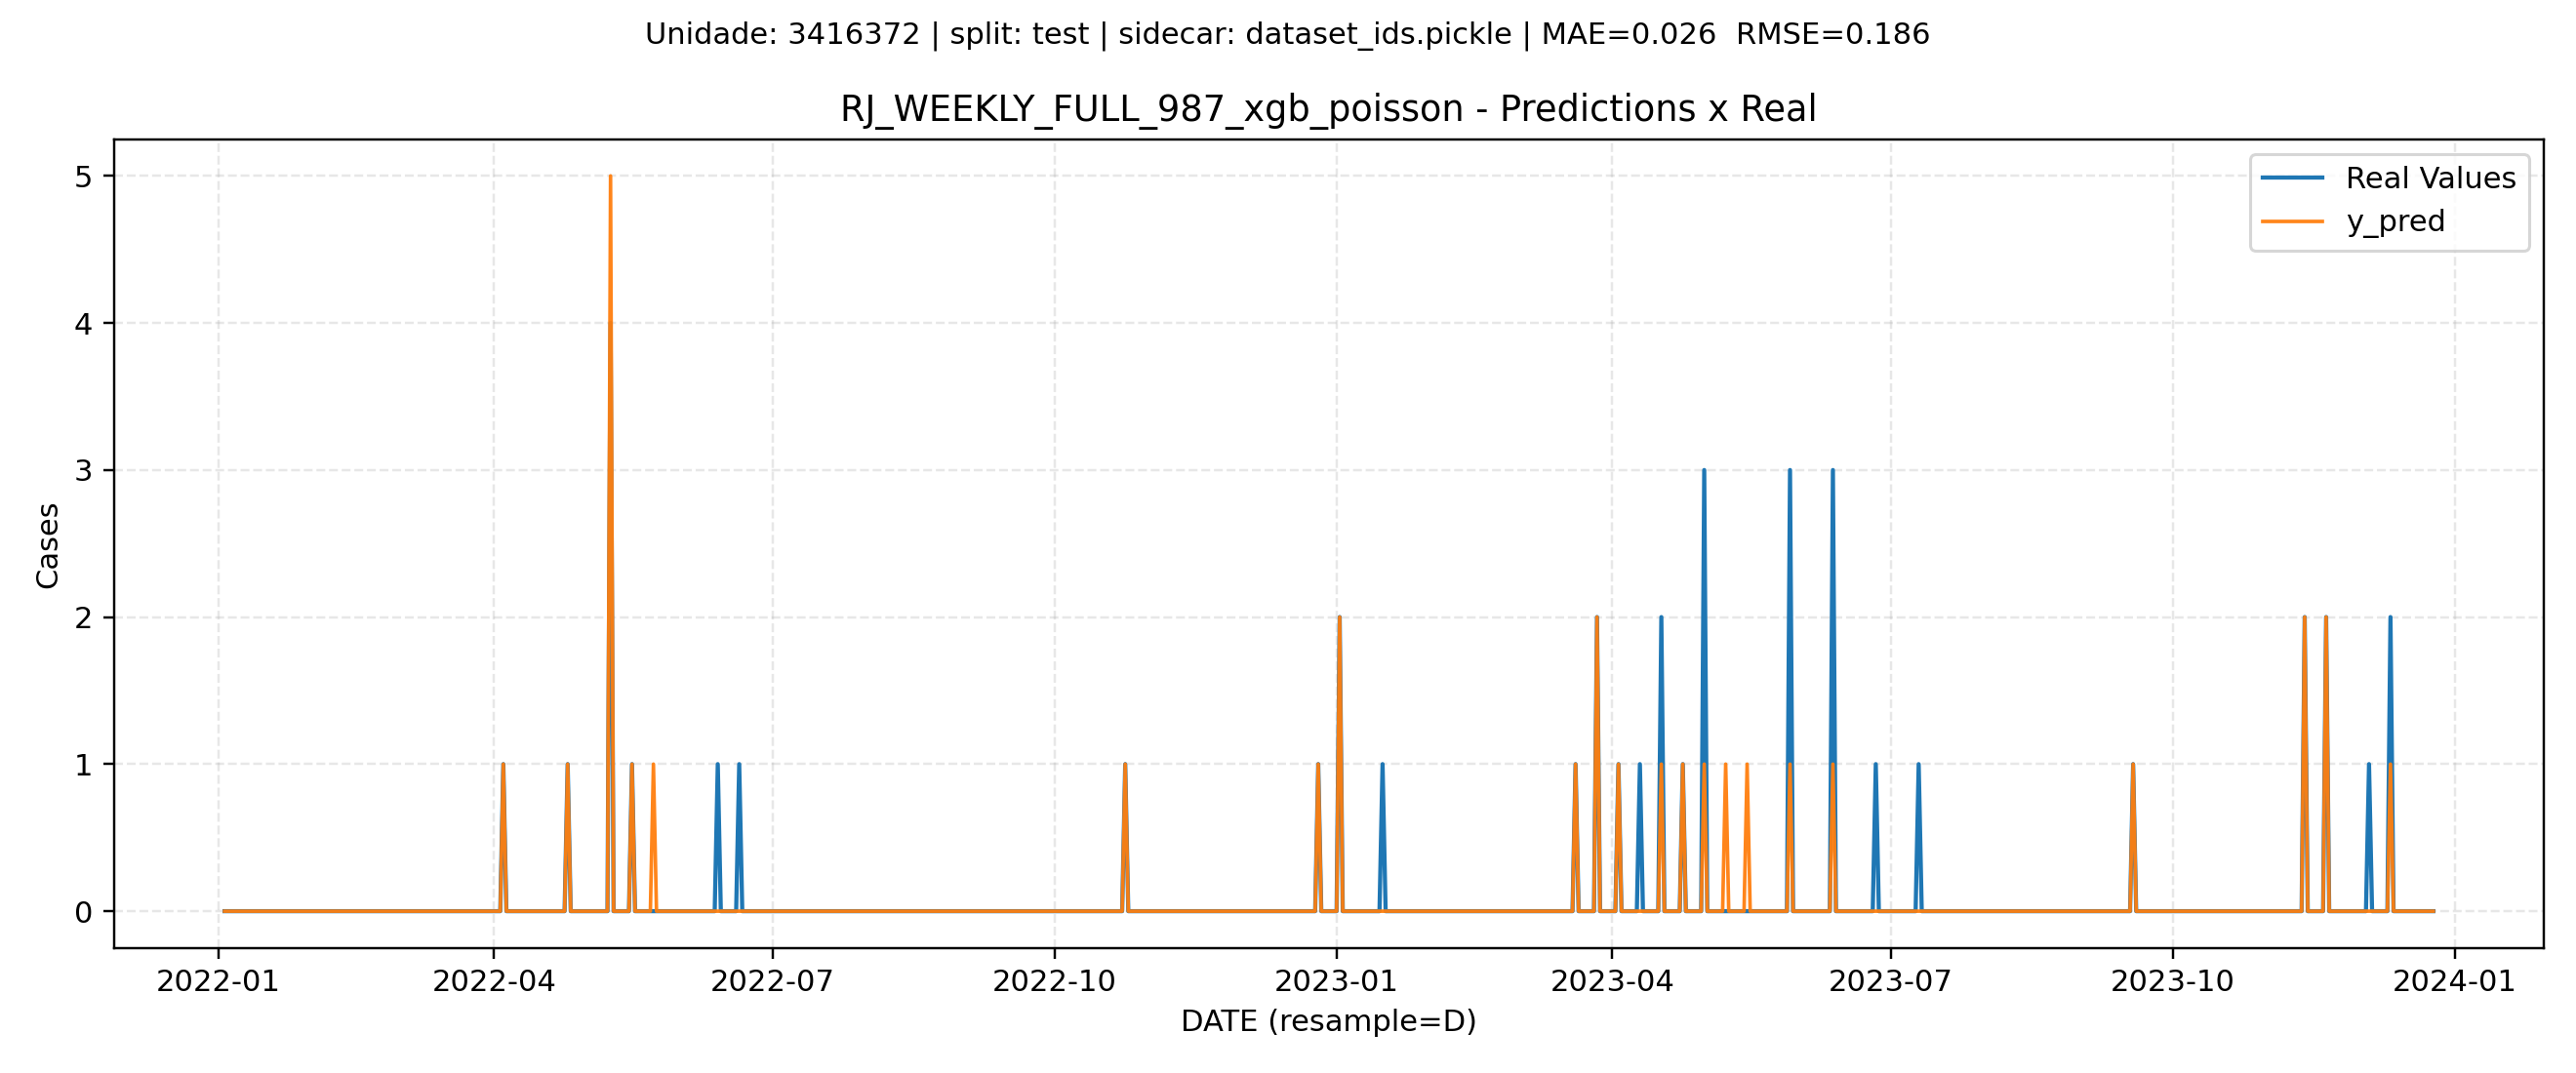 Unidade: 3416372 | split: test | sidecar: dataset_ids.pickle | MAE=0.026  RMSE=0.186
RJ_WEEKLY_FULL_987_xgb_poisson - Predictions x Real
Real Values
y_pred
5
4
3
2
1
0
Cases
2022-01
2022-04
2022-07
2022-10
2023-01
2023-04
2023-07
2023-10
2024-01
DATE (resample=D)